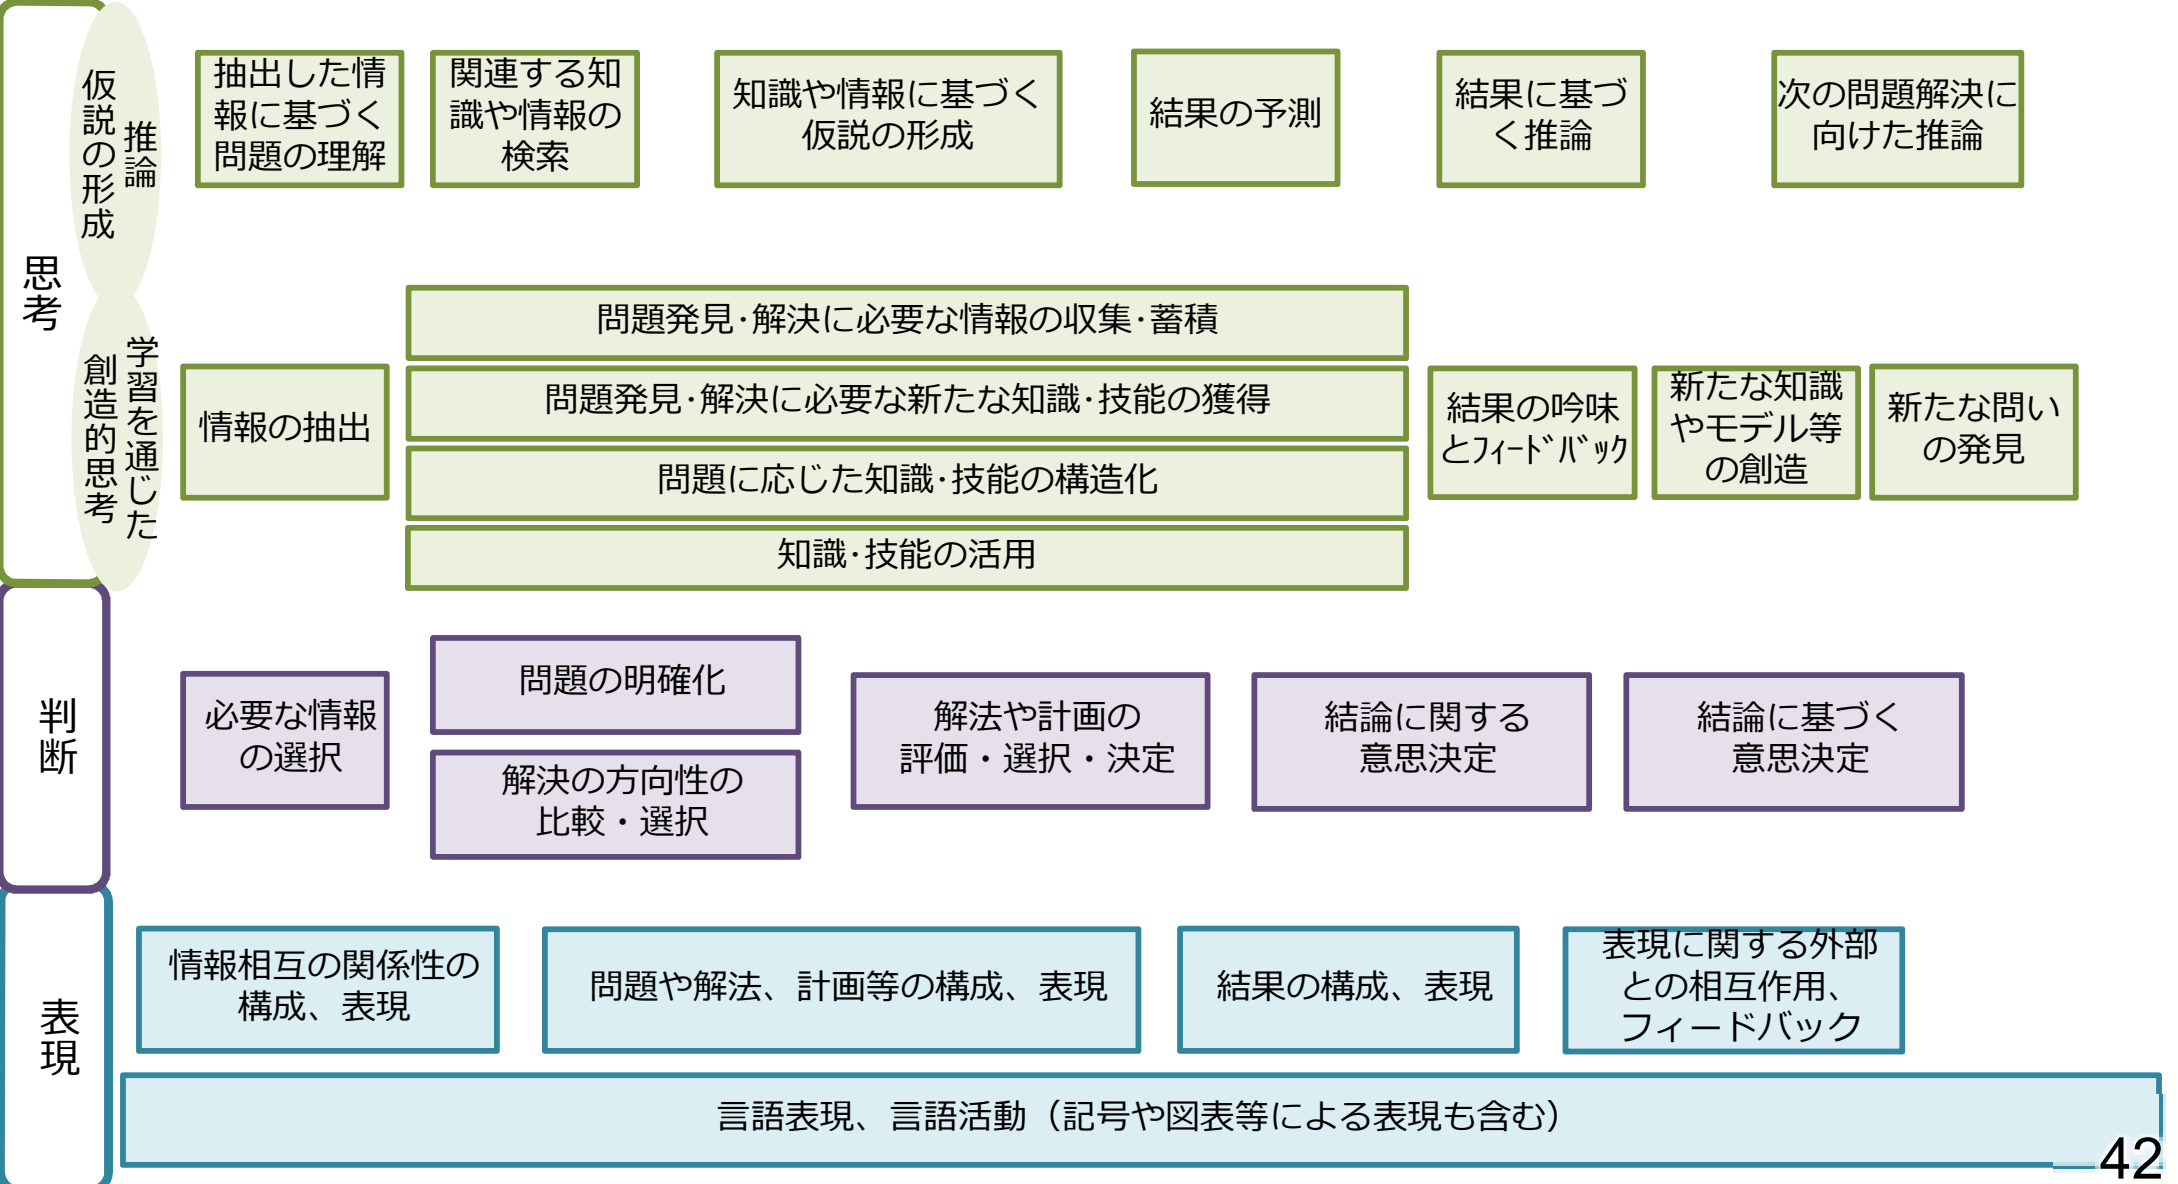 思考
仮説の形成
推論
抽出した情
報に基づく
問題の理解
関連する知
識や情報の
検索
知識や情報に基づく
仮説の形成
結果の予測
結果に基づ
く推論
次の問題解決に
向けた推論
学習を通じた
創造的思考
情報の抽出
問題発見･解決に必要な情報の収集･蓄積
問題発見･解決に必要な新たな知識･技能の獲得
問題に応じた知識･技能の構造化
知識･技能の活用
結果の吟味
とﾌｨｰﾄﾞﾊﾞｯｸ
新たな知識
やモデル等
の創造
新たな問い
の発見
判断
必要な情報
の選択
問題の明確化
解決の方向性の
比較・選択
解法や計画の
評価・選択・決定
結論に関する
意思決定
結論に基づく
意思決定
表現
情報相互の関係性の
構成、表現
問題や解法、計画等の構成、表現
結果の構成、表現
表現に関する外部
との相互作用、
フィードバック
言語表現、言語活動（記号や図表等による表現も含む）
42